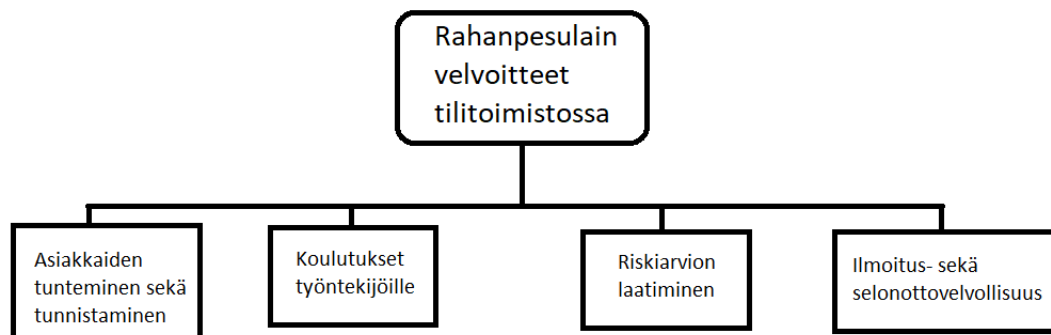 Rahanpesulain
velvoitteet
tilitoimistossa
Asiakkaiden
tunteminen sekä
tunnistaminen
Koulutukset
työntekijöille
Riskiarvion
laatiminen
Ilmoitus- sekä
selonottovelvollisuus